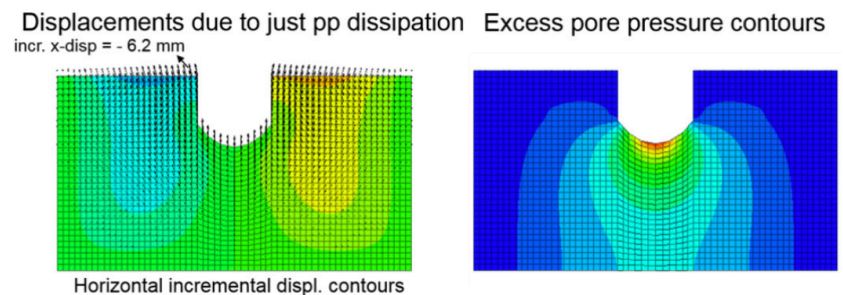 Displacements due to just pp dissipation
incr. x-disp = - 6.2 mm
Horizontal incremental displ. contours
Excess pore pressure contours